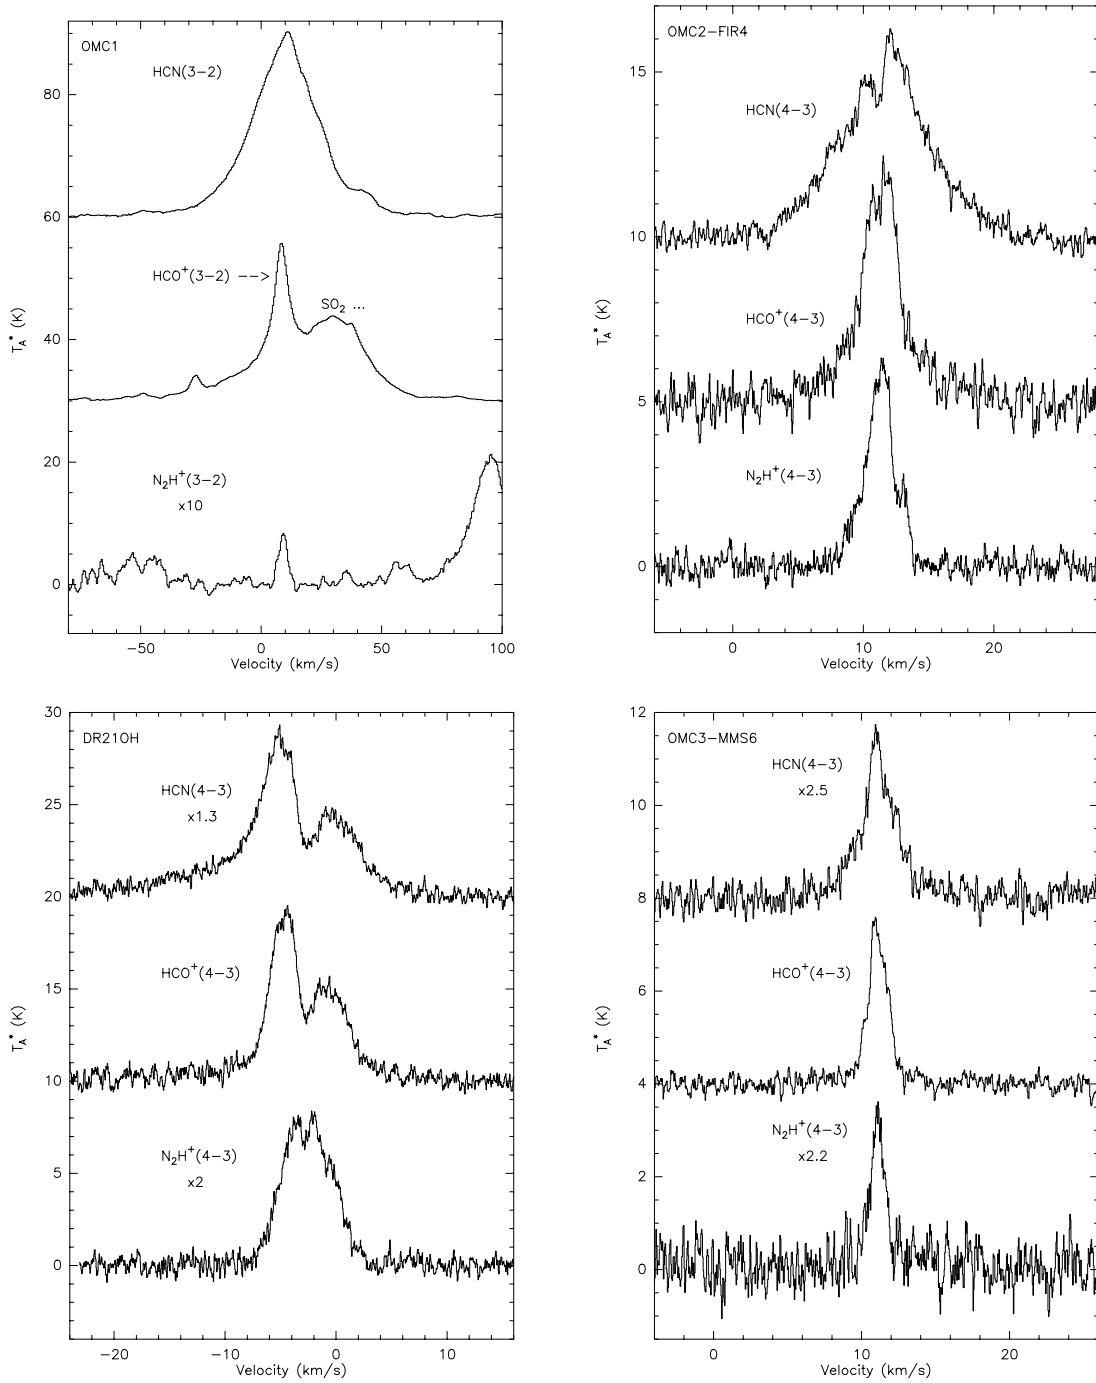 OMC1
HCN(3−2)
HCO⁺(3−2) −−>
SO₂ ...
N₂H⁺(3−2)
x10
80
60
40
20
0
T_A* (K)
−50 0 50 100
Velocity (km/s)
OMC2−FIR4
HCN(4−3)
HCO⁺(4−3)
N₂H⁺(4−3)
15
10
5
0
T_A* (K)
0 10 20
Velocity (km/s)
DR21OH
HCN(4−3)
x1.3
HCO⁺(4−3)
N₂H⁺(4−3)
x2
30
25
20
15
10
5
0
T_A* (K)
−20 −10 0
Velocity (km/s)
OMC3−MMS6
HCN(4−3)
x2.5
HCO⁺(4−3)
N₂H⁺(4−3)
x2.2
12
10
8
6
4
2
0
T_A* (K)
0 10 20
Velocity (km/s)